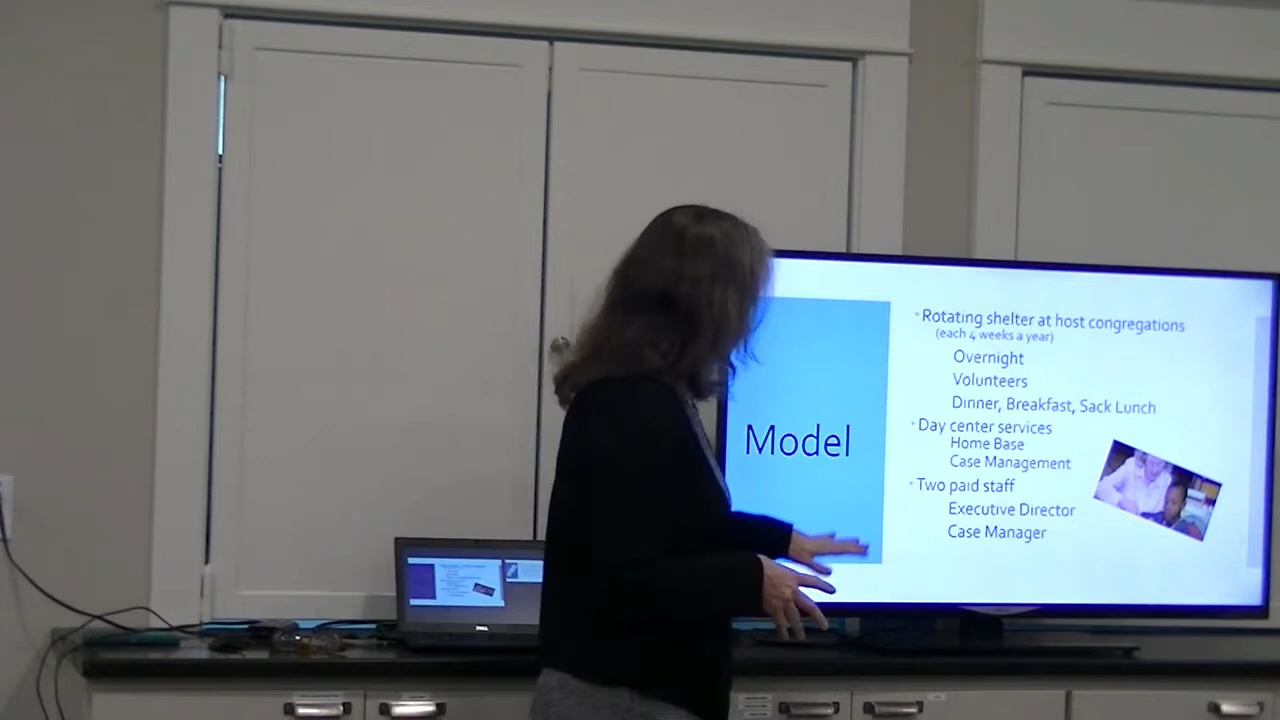 Model
Rotating shelter at host congregations
(each 4 weeks a year)
Overnight
Volunteers
Dinner, Breakfast, Sack Lunch
Day center services
Home Base
Case Management
Two paid staff
Executive Director
Case Manager
DELL